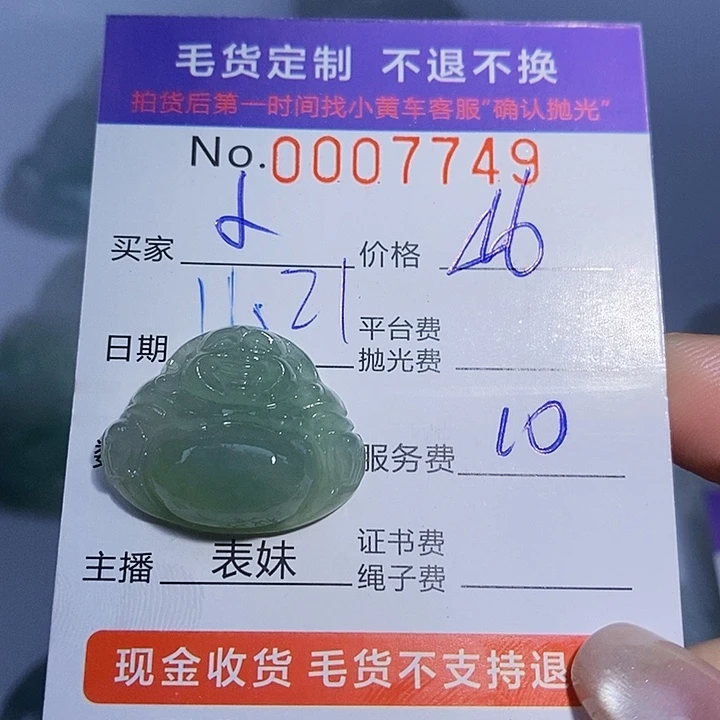 毛货定制 不退不换
拍货后第一时间找小黄车客服"确认抛光"
No.0007749
买家
价格 46
日期 11.21
平台费
抛光费
服务费 10
主播 表妹
证书费
绳子费
现金收货 毛货不支持退